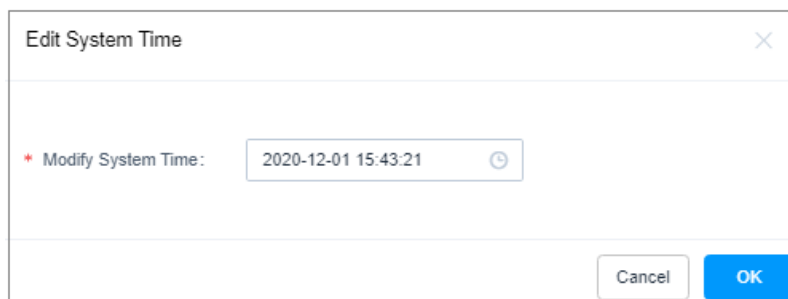 Edit System Time
* Modify System Time:
2020-12-01 15:43:21
Cancel
OK